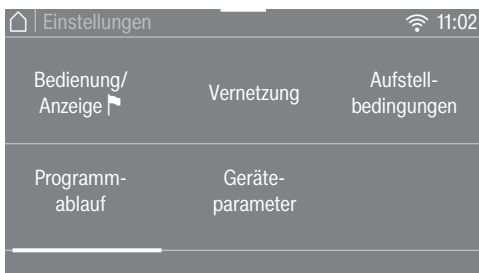 Einstellungen 11:02
Bedienung/
Anzeige
Vernetzung
Aufstell-
bedingungen
Programm-
ablauf
Geräte-
parameter